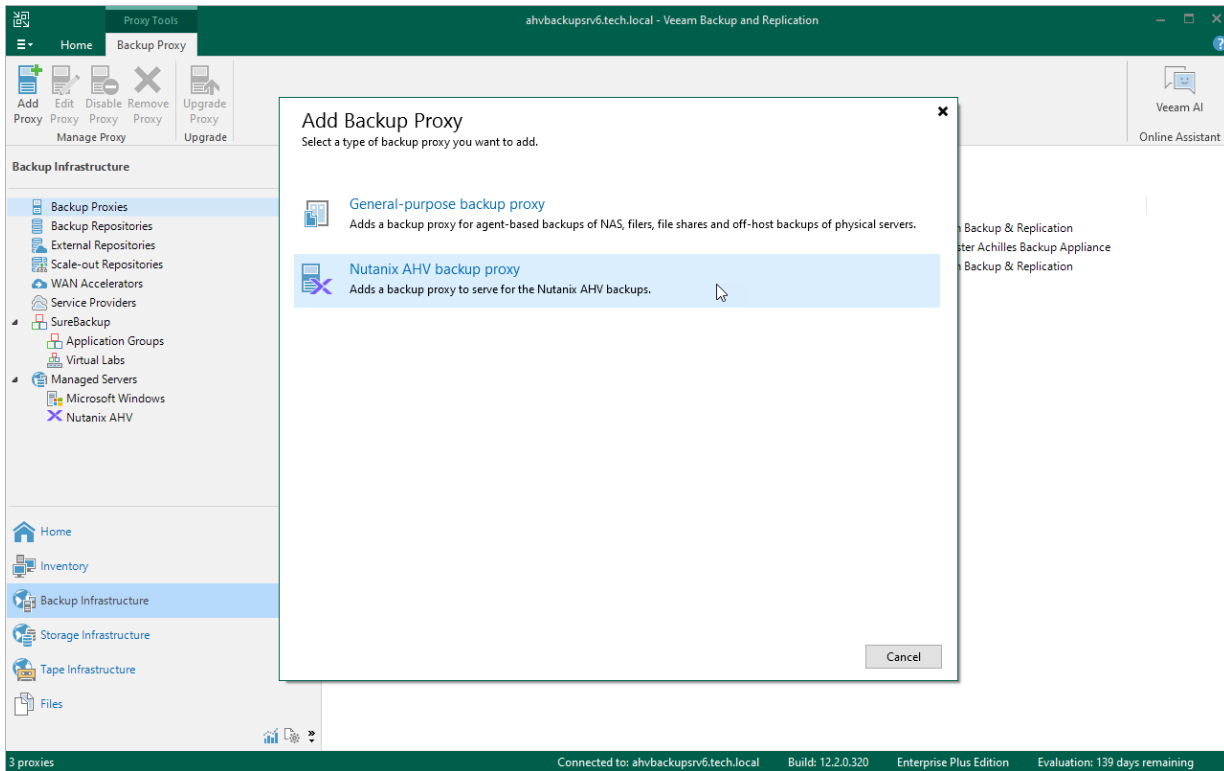 Proxy Tools
ahvbackupsrv6.tech.local - Veeam Backup and Replication
Home
Backup Proxy
?
Add Proxy
Edit Proxy
Disable Proxy
Remove Proxy
Upgrade Proxy
Manage Proxy
Upgrade
Veeam AI
Online Assistant
Backup Infrastructure
Backup Proxies
Backup Repositories
External Repositories
Scale-out Repositories
WAN Accelerators
Service Providers
SureBackup
Application Groups
Virtual Labs
Managed Servers
Microsoft Windows
Nutanix AHV
Home
Inventory
Backup Infrastructure
Storage Infrastructure
Tape Infrastructure
Files
Add Backup Proxy
Select a type of backup proxy you want to add.
General-purpose backup proxy
Adds a backup proxy for agent-based backups of NAS, filers, file shares and off-host backups of physical servers.
Nutanix AHV backup proxy
Adds a backup proxy to serve for the Nutanix AHV backups.
Cancel
Backup & Replication
Achilles Backup Appliance
Backup & Replication
3 proxies
Connected to: ahvbackupsrv6.tech.local
Build: 12.2.0.320
Enterprise Plus Edition
Evaluation: 139 days remaining